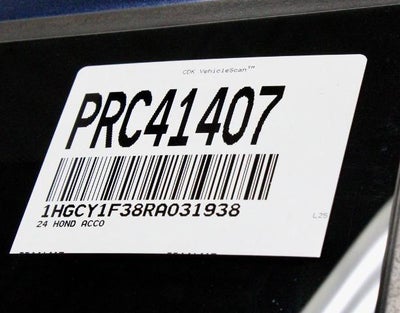 CDK VehicleScan™
PRC41407
1HGCY1F38RA031938
24 HOND ACCO
L25